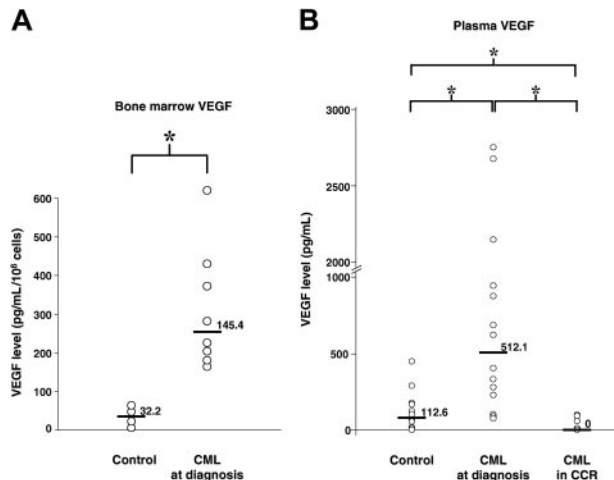 A
Bone marrow VEGF
*
VEGF level (pg/mL/10⁶ cells)
600
500
400
300
200
100
0
145.4
32.2
Control
CML
at diagnosis
B
Plasma VEGF
*
* *
VEGF level (pg/mL)
3000
2500
2000
1000
500
0
512.1
112.6
0
Control
CML
at diagnosis
CML
in CCR